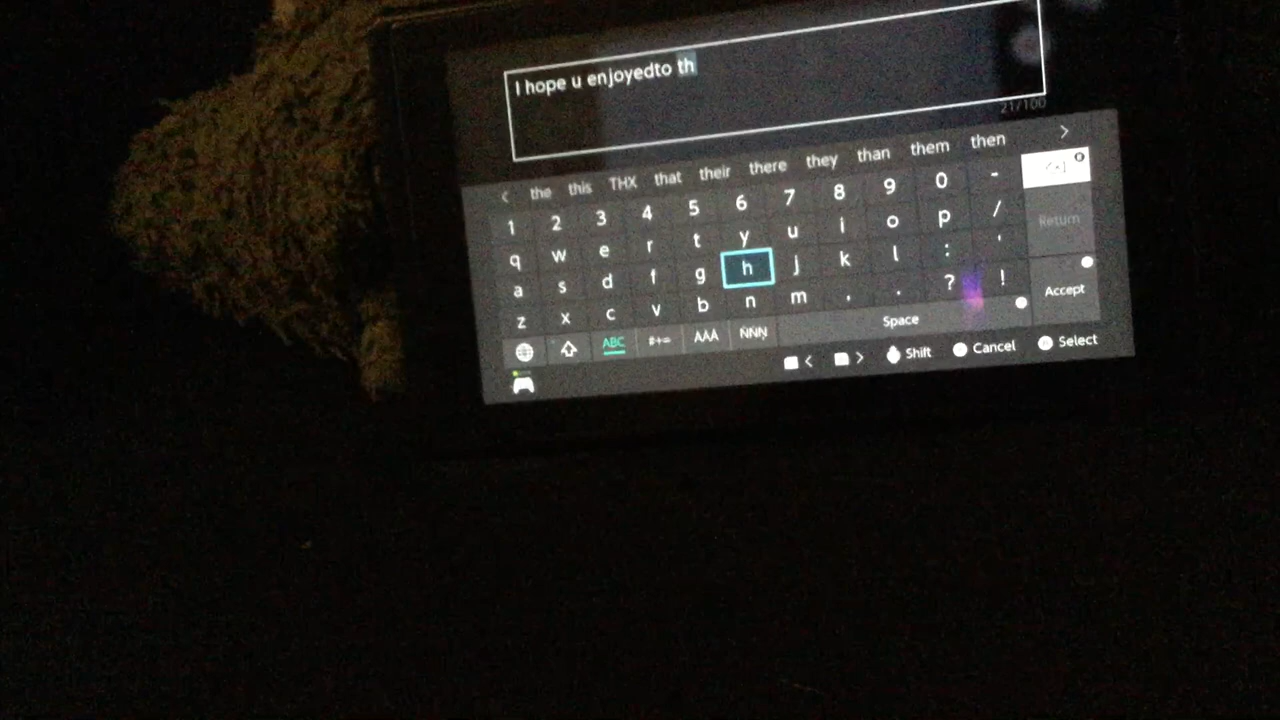 I hope u enjoyedto th
21/100
< the this THX that their there they than them then >
1 2 3 4 5 6 7 8 9 0 -
q w e r t y u i o p /
Return
a s d f g h j k l : '
z x c v b n m , . ? !
Accept
ABC #+= ÀÀÀ ÑÑÑ Space
< > Shift Cancel Select